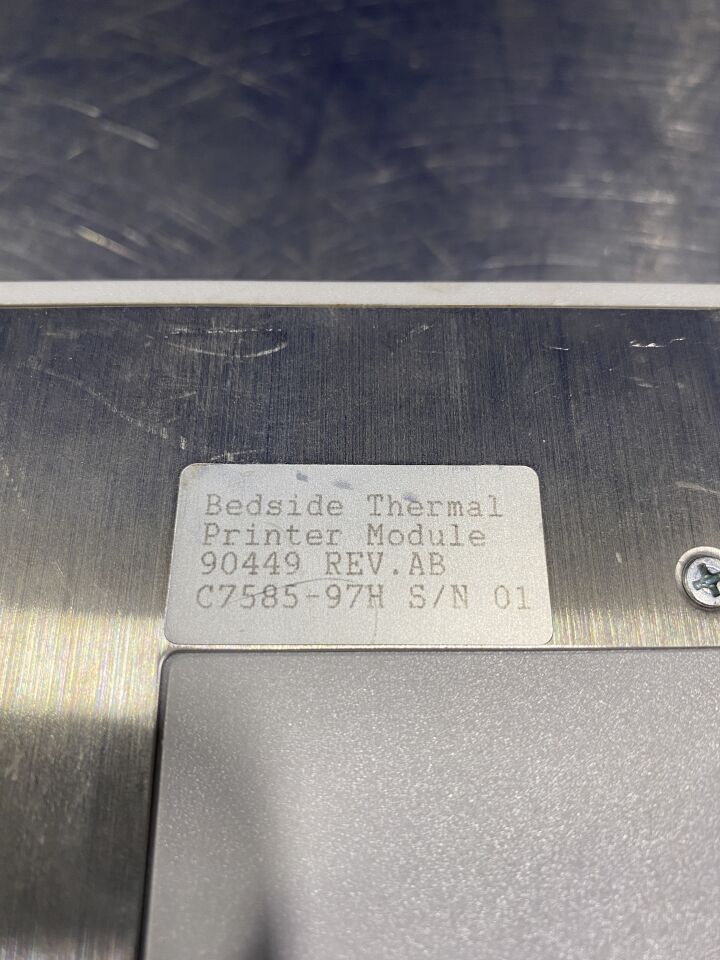 Bedside Thermal
Printer Module
90449 REV.AB
C7585-97H S/N 01